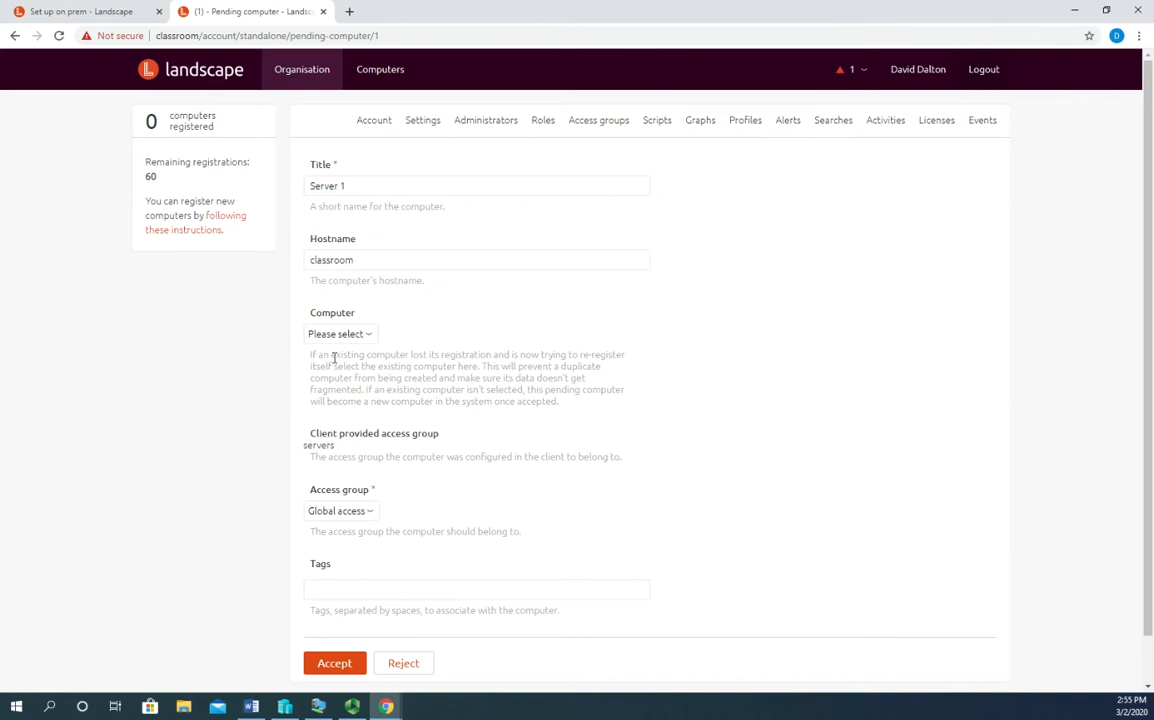 Set up on prem - Landscape
(1) - Pending computer - Landsc
Not secure
classroom/account/standalone/pending-computer/1
landscape
Organisation
Computers
1
David Dalton
Logout
0
computers
registered
Remaining registrations:
60
You can register new
computers by following
these instructions.
Account
Settings
Administrators
Roles
Access groups
Scripts
Graphs
Profiles
Alerts
Searches
Activities
Licenses
Events
Title *
Server 1
A short name for the computer.
Hostname
classroom
The computer's hostname.
Computer
Please select
If an existing computer lost its registration and is now trying to re-register
itself select the existing computer here. This will prevent a duplicate
computer from being created and make sure its data doesn't get
fragmented. If an existing computer isn't selected, this pending computer
will become a new computer in the system once accepted.
Client provided access group
servers
The access group the computer was configured in the client to belong to.
Access group *
Global access
The access group the computer should belong to.
Tags
Tags, separated by spaces, to associate with the computer.
Accept
Reject
2:55 PM
3/2/2020